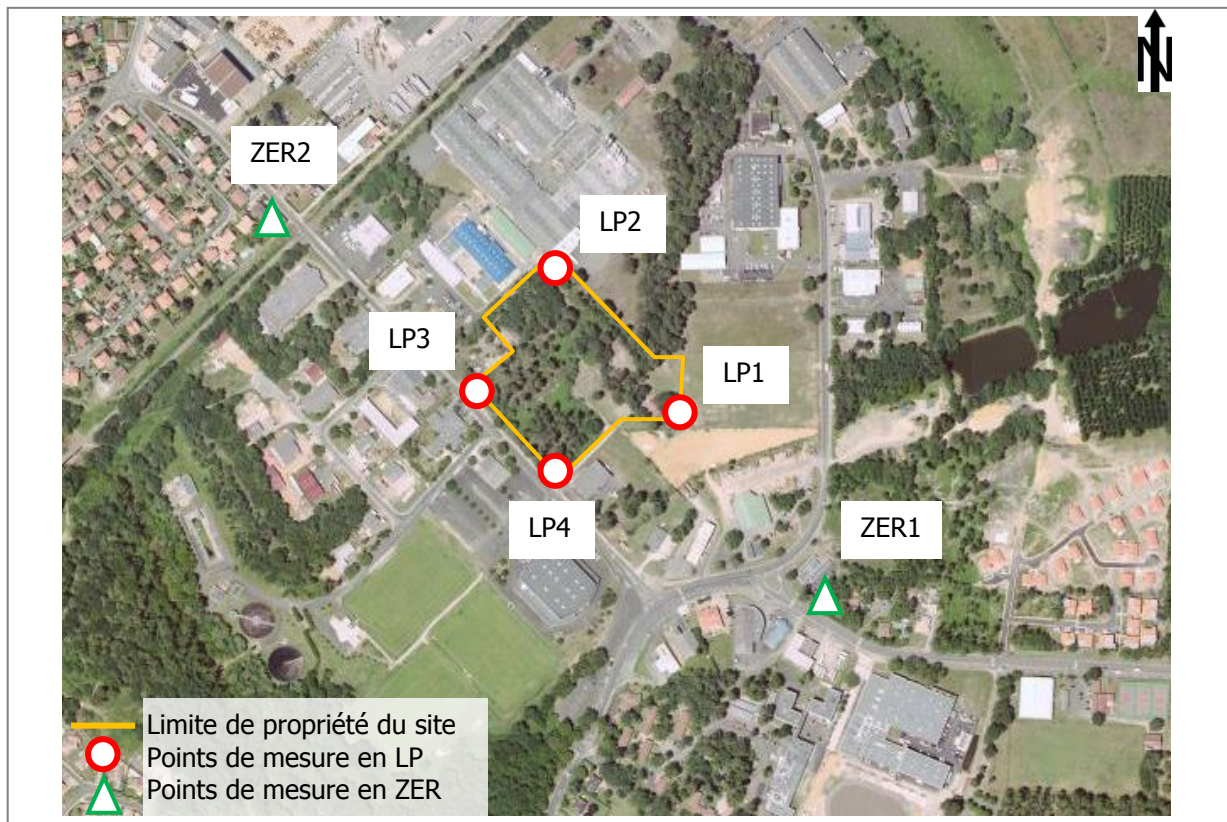 N
ZER2
LP2
LP3
LP1
LP4
ZER1
Limite de propriété du site
Points de mesure en LP
Points de mesure en ZER